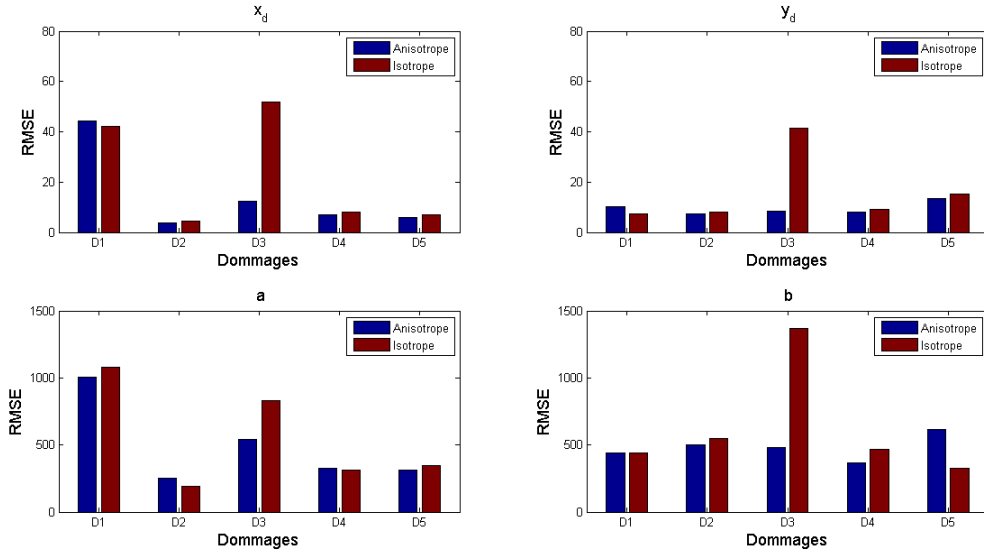 x_d
80
60
40
20
0
RMSE
D1 D2 D3 D4 D5
Dommages
Anisotrope
Isotrope
y_d
80
60
40
20
0
RMSE
D1 D2 D3 D4 D5
Dommages
Anisotrope
Isotrope
a
1500
1000
500
0
RMSE
D1 D2 D3 D4 D5
Dommages
Anisotrope
Isotrope
b
1500
1000
500
0
RMSE
D1 D2 D3 D4 D5
Dommages
Anisotrope
Isotrope